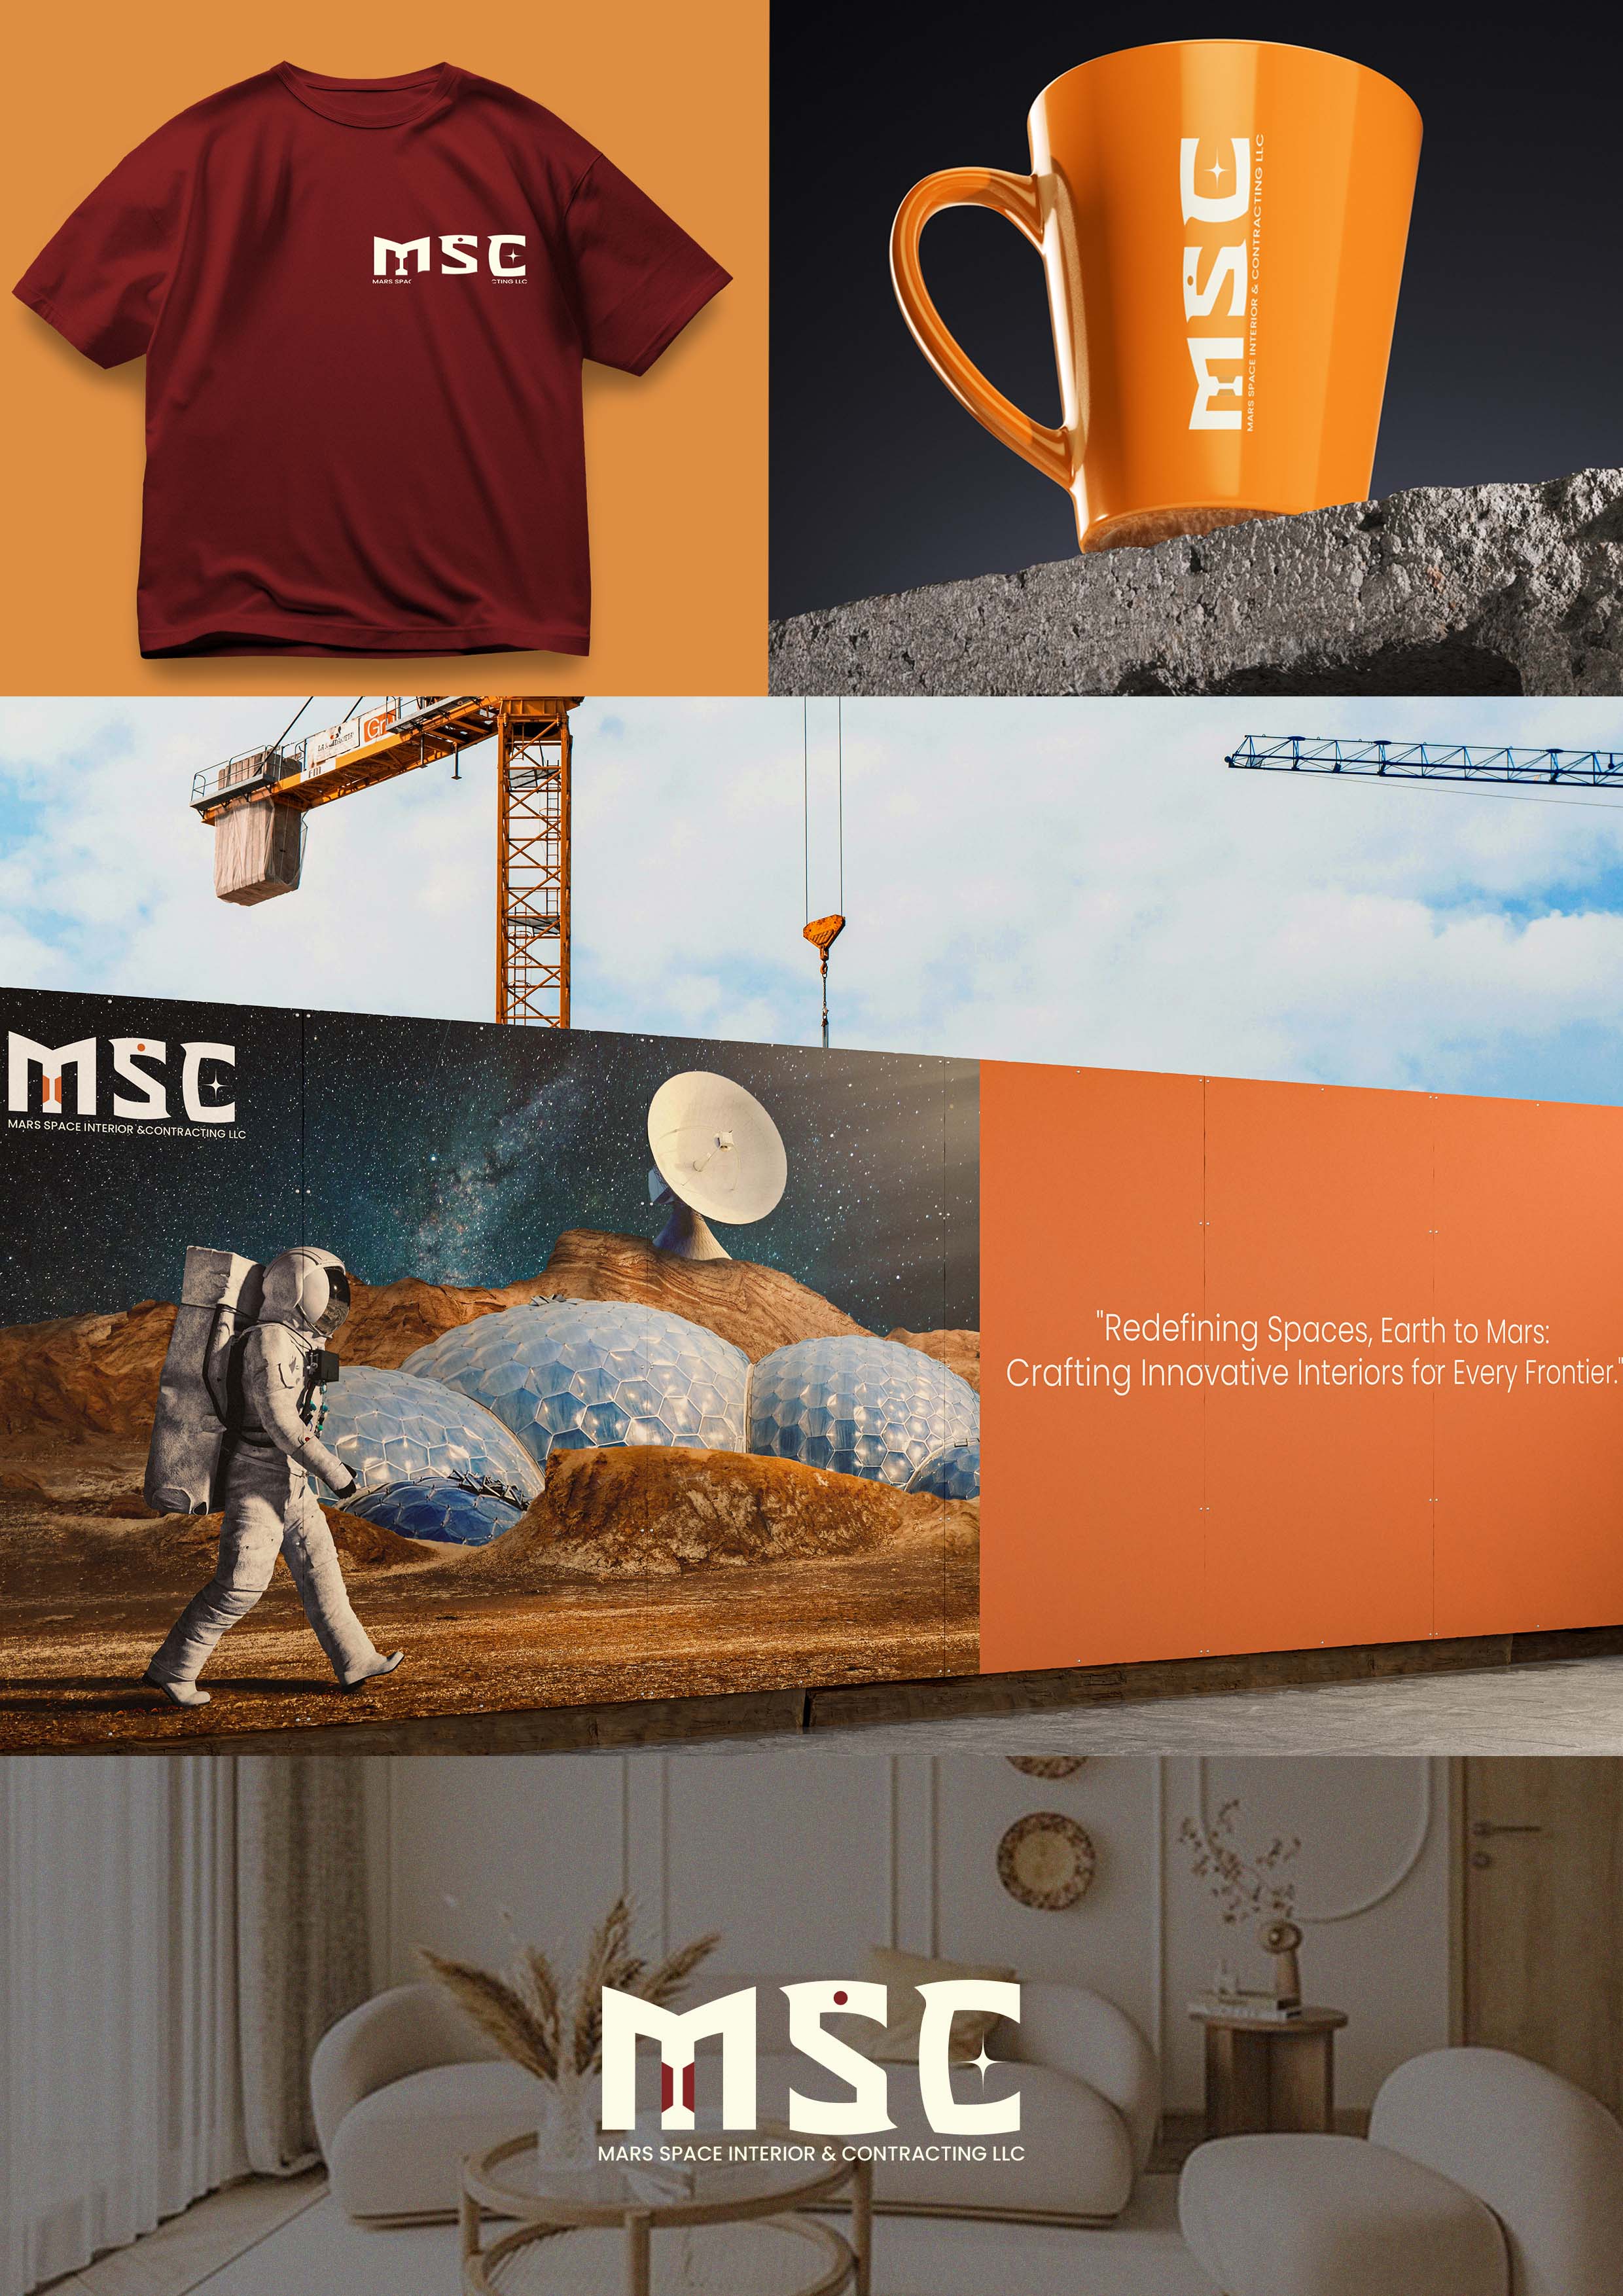 MSC
MARS SPAC
CTING LLC
MSC
MARS SPACE INTERIOR & CONTRACTING LLC
Gr
MSC
MARS SPACE INTERIOR &CONTRACTING LLC
"Redefining Spaces, Earth to Mars:
Crafting Innovative Interiors for Every Frontier."
MSC
MARS SPACE INTERIOR & CONTRACTING LLC